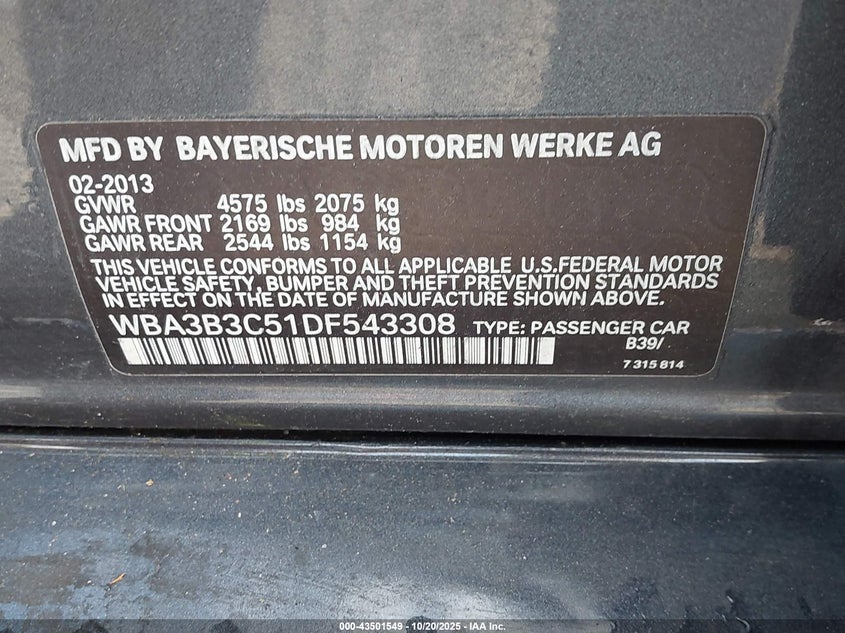 MFD BY BAYERISCHE MOTOREN WERKE AG
02-2013
GVWR 4575 lbs 2075 kg
GAWR FRONT 2169 lbs 984 kg
GAWR REAR 2544 lbs 1154 kg
THIS VEHICLE CONFORMS TO ALL APPLICABLE U.S.FEDERAL MOTOR
VEHICLE SAFETY, BUMPER AND THEFT PREVENTION STANDARDS
IN EFFECT ON THE DATE OF MANUFACTURE SHOWN ABOVE.
WBA3B3C51DF543308 TYPE: PASSENGER CAR
B39/
7 315 814
000-43501549 - 10/20/2025 - IAA Inc.